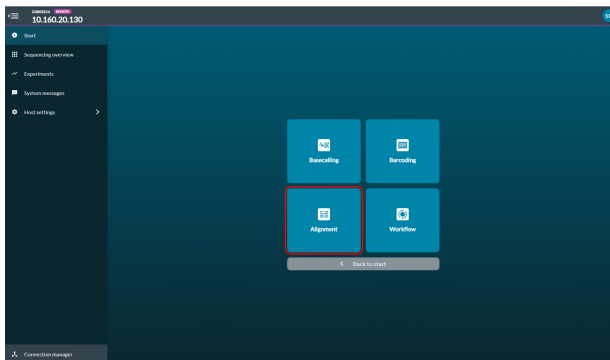 REMOTE
10.160.20.130
Start
Sequencing overview
Experiments
System messages
Host settings
Basecalling
Barcoding
Alignment
Workflow
Back to start
Connection manager